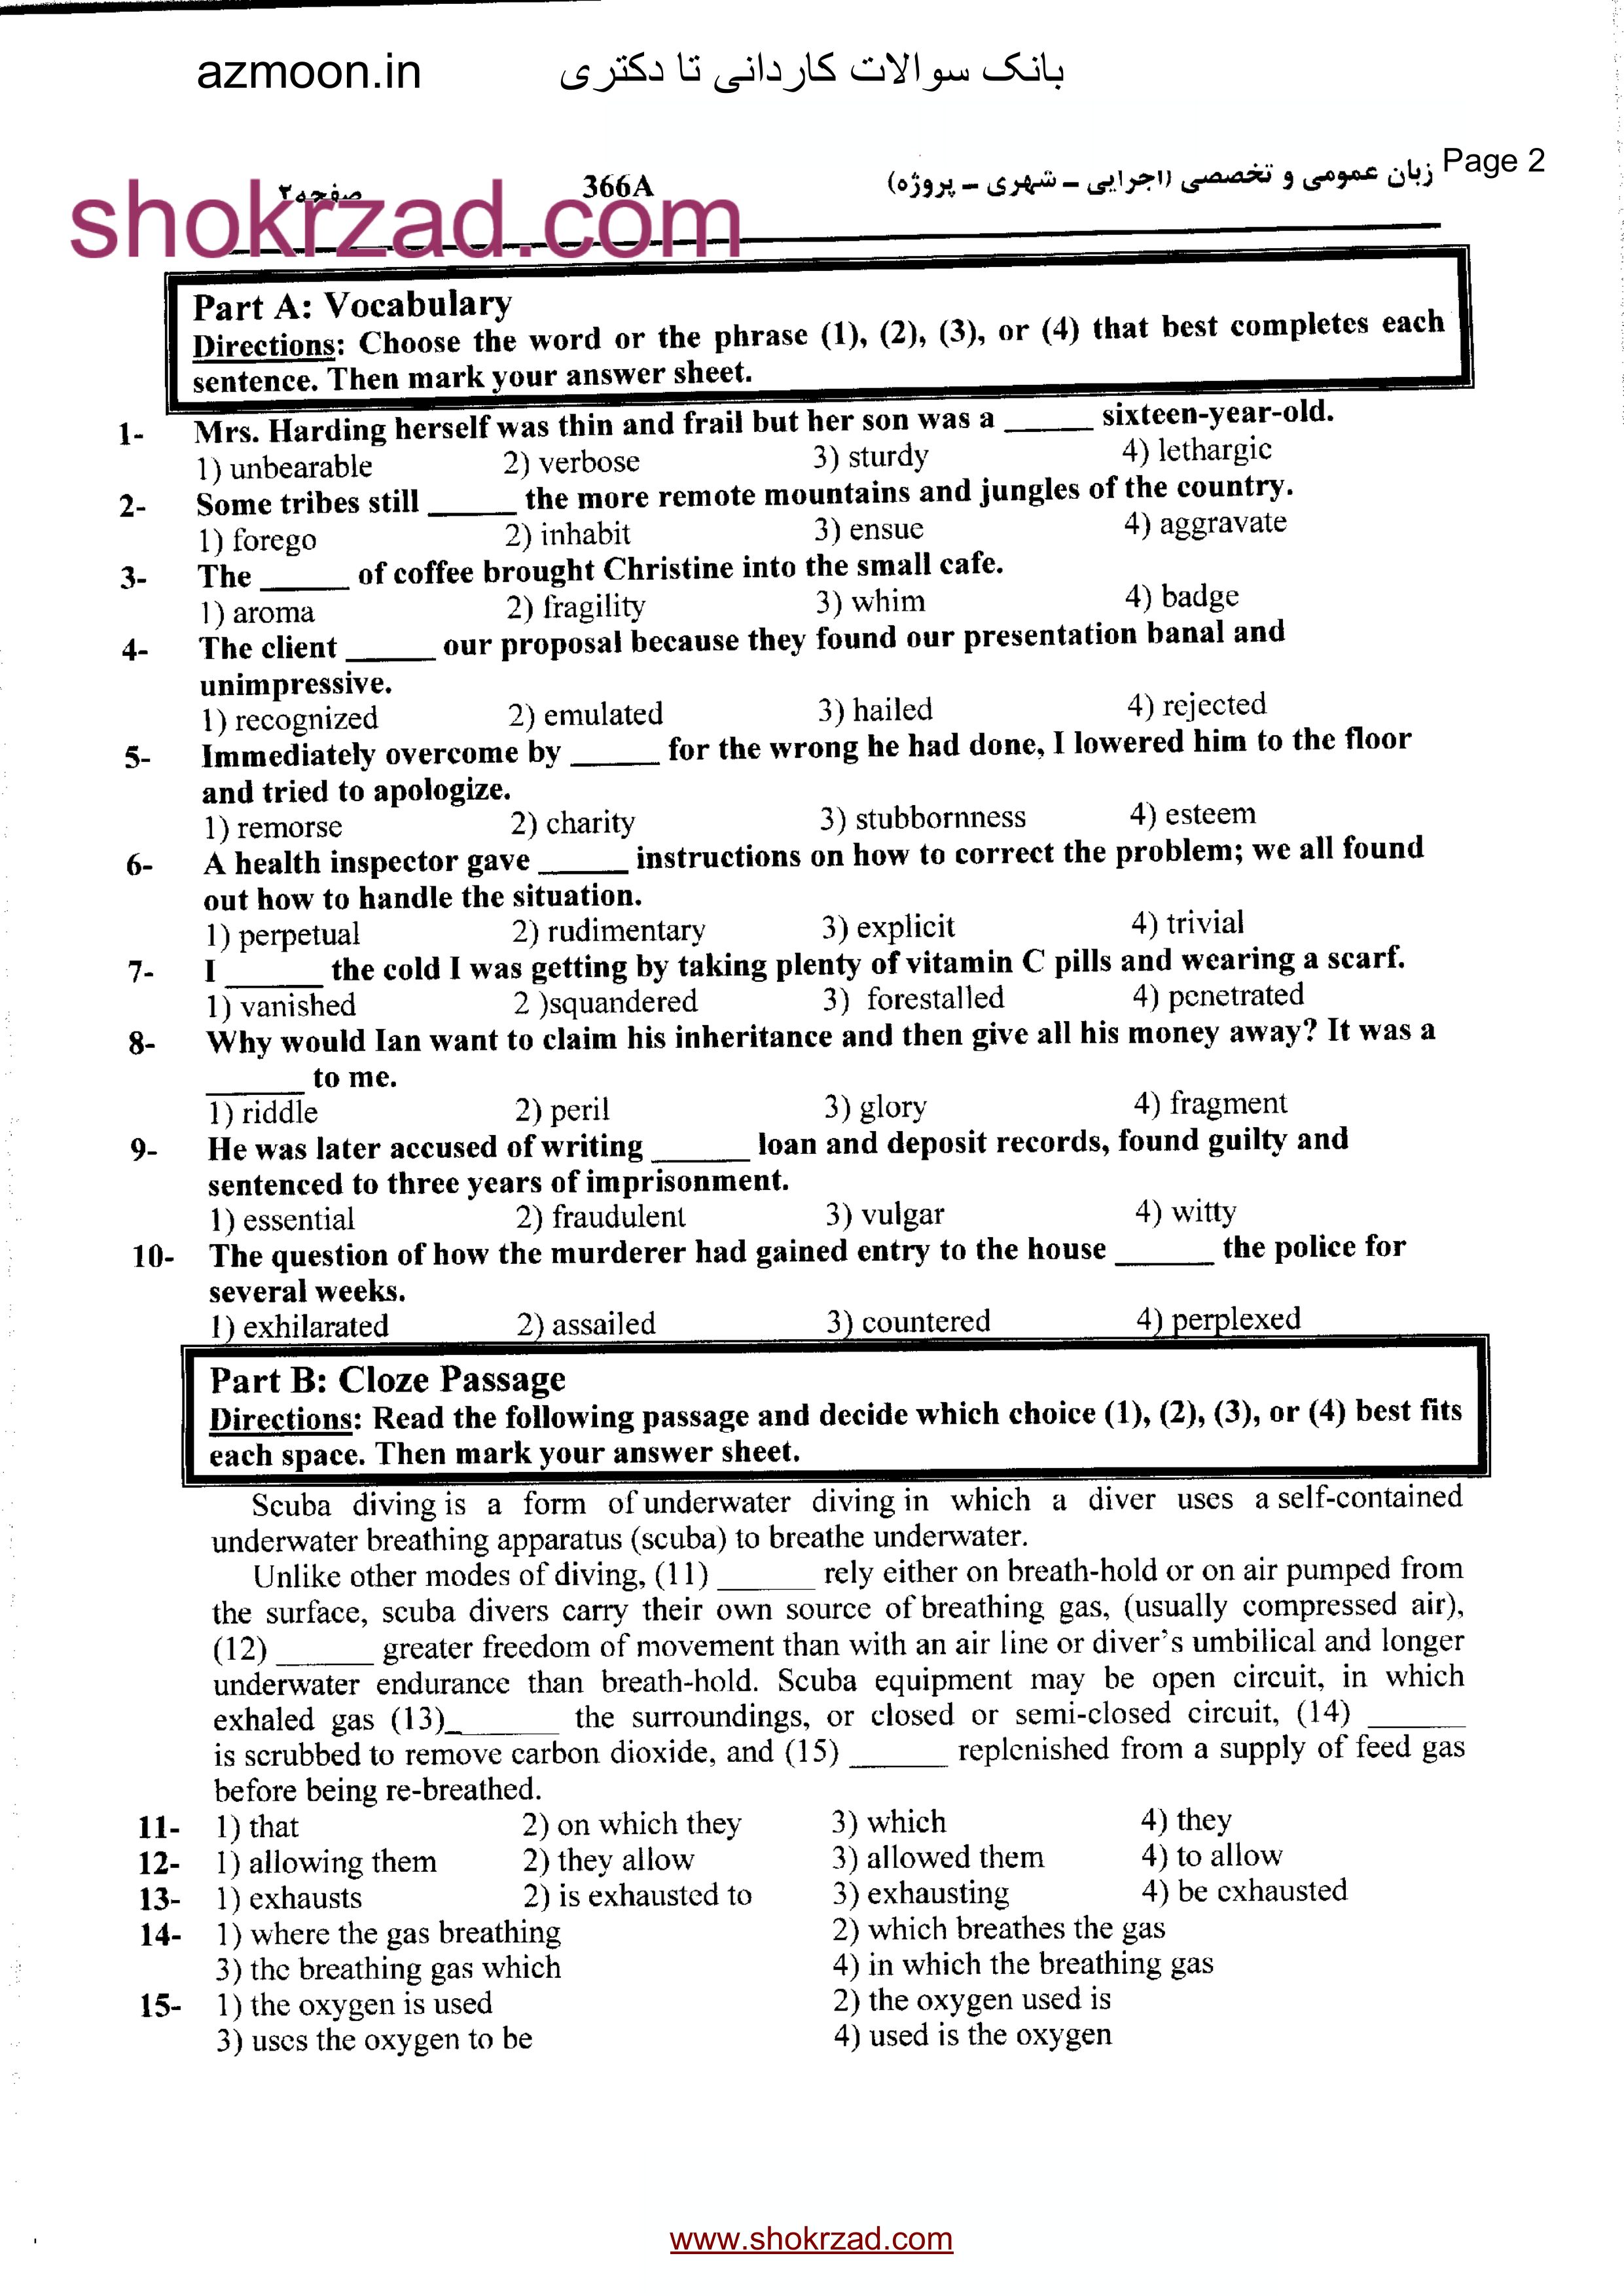 azmoon.in بانک سوالات کاردانی تا دکتری
زبان عمومی و تخصصی (اجرایی – شهری – پروژه) 366A صفحه۲ Page 2
shokrzad.com
Part A: Vocabulary
Directions: Choose the word or the phrase (1), (2), (3), or (4) that best completes each
sentence. Then mark your answer sheet.
1- Mrs. Harding herself was thin and frail but her son was a ______ sixteen-year-old.
1) unbearable 2) verbose 3) sturdy 4) lethargic
2- Some tribes still ______ the more remote mountains and jungles of the country.
1) forego 2) inhabit 3) ensue 4) aggravate
3- The ______ of coffee brought Christine into the small cafe.
1) aroma 2) fragility 3) whim 4) badge
4- The client ______ our proposal because they found our presentation banal and
unimpressive.
1) recognized 2) emulated 3) hailed 4) rejected
5- Immediately overcome by ______ for the wrong he had done, I lowered him to the floor
and tried to apologize.
1) remorse 2) charity 3) stubbornness 4) esteem
6- A health inspector gave ______ instructions on how to correct the problem; we all found
out how to handle the situation.
1) perpetual 2) rudimentary 3) explicit 4) trivial
7- I ______ the cold I was getting by taking plenty of vitamin C pills and wearing a scarf.
1) vanished 2 )squandered 3) forestalled 4) penetrated
8- Why would Ian want to claim his inheritance and then give all his money away? It was a
______ to me.
1) riddle 2) peril 3) glory 4) fragment
9- He was later accused of writing ______ loan and deposit records, found guilty and
sentenced to three years of imprisonment.
1) essential 2) fraudulent 3) vulgar 4) witty
10- The question of how the murderer had gained entry to the house ______ the police for
several weeks.
1) exhilarated 2) assailed 3) countered 4) perplexed
Part B: Cloze Passage
Directions: Read the following passage and decide which choice (1), (2), (3), or (4) best fits
each space. Then mark your answer sheet.
Scuba diving is a form of underwater diving in which a diver uses a self-contained
underwater breathing apparatus (scuba) to breathe underwater.
Unlike other modes of diving, (11) ______ rely either on breath-hold or on air pumped from
the surface, scuba divers carry their own source of breathing gas, (usually compressed air),
(12) ______ greater freedom of movement than with an air line or diver's umbilical and longer
underwater endurance than breath-hold. Scuba equipment may be open circuit, in which
exhaled gas (13)_______ the surroundings, or closed or semi-closed circuit, (14) ______
is scrubbed to remove carbon dioxide, and (15) ______ replenished from a supply of feed gas
before being re-breathed.
11- 1) that 2) on which they 3) which 4) they
12- 1) allowing them 2) they allow 3) allowed them 4) to allow
13- 1) exhausts 2) is exhausted to 3) exhausting 4) be exhausted
14- 1) where the gas breathing 2) which breathes the gas
3) the breathing gas which 4) in which the breathing gas
15- 1) the oxygen is used 2) the oxygen used is
3) uses the oxygen to be 4) used is the oxygen
www.shokrzad.com